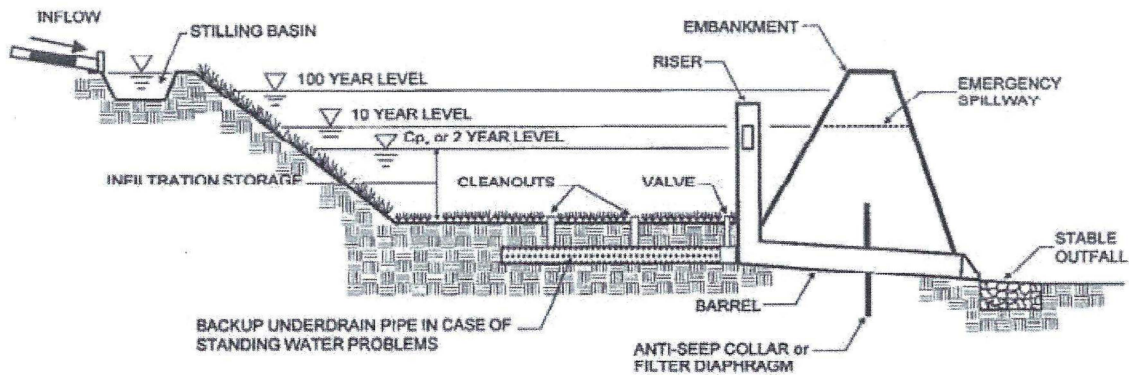 INFLOW
STILLING BASIN
EMBANKMENT
RISER
100 YEAR LEVEL
EMERGENCY
SPILLWAY
10 YEAR LEVEL
Cpv or 2 YEAR LEVEL
INFILTRATION STORAGE
CLEANOUTS
VALVE
STABLE
OUTFALL
BARREL
BACKUP UNDERDRAIN PIPE IN CASE OF
STANDING WATER PROBLEMS
ANTI-SEEP COLLAR or
FILTER DIAPHRAGM